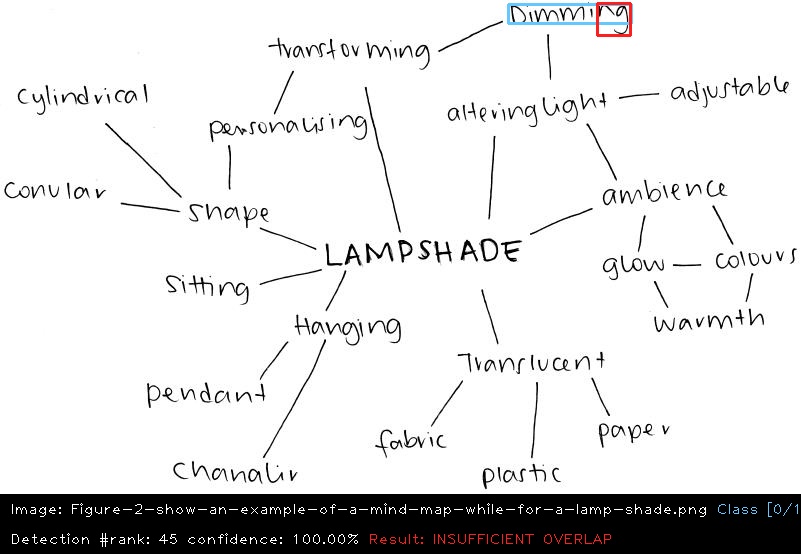 Dimming
transforming
cylindrical
adjustable
altering light
personalising
conular
shape
ambience
LAMPSHADE
glow
colours
sitting
Hanging
warmth
Translucent
pendant
fabric
paper
chanalir
plastic
Image: Figure-2-show-an-example-of-a-mind-map-while-for-a-lamp-shade.png Class [0/1
Detection #rank: 45 confidence: 100.00% Result: INSUFFICIENT OVERLAP